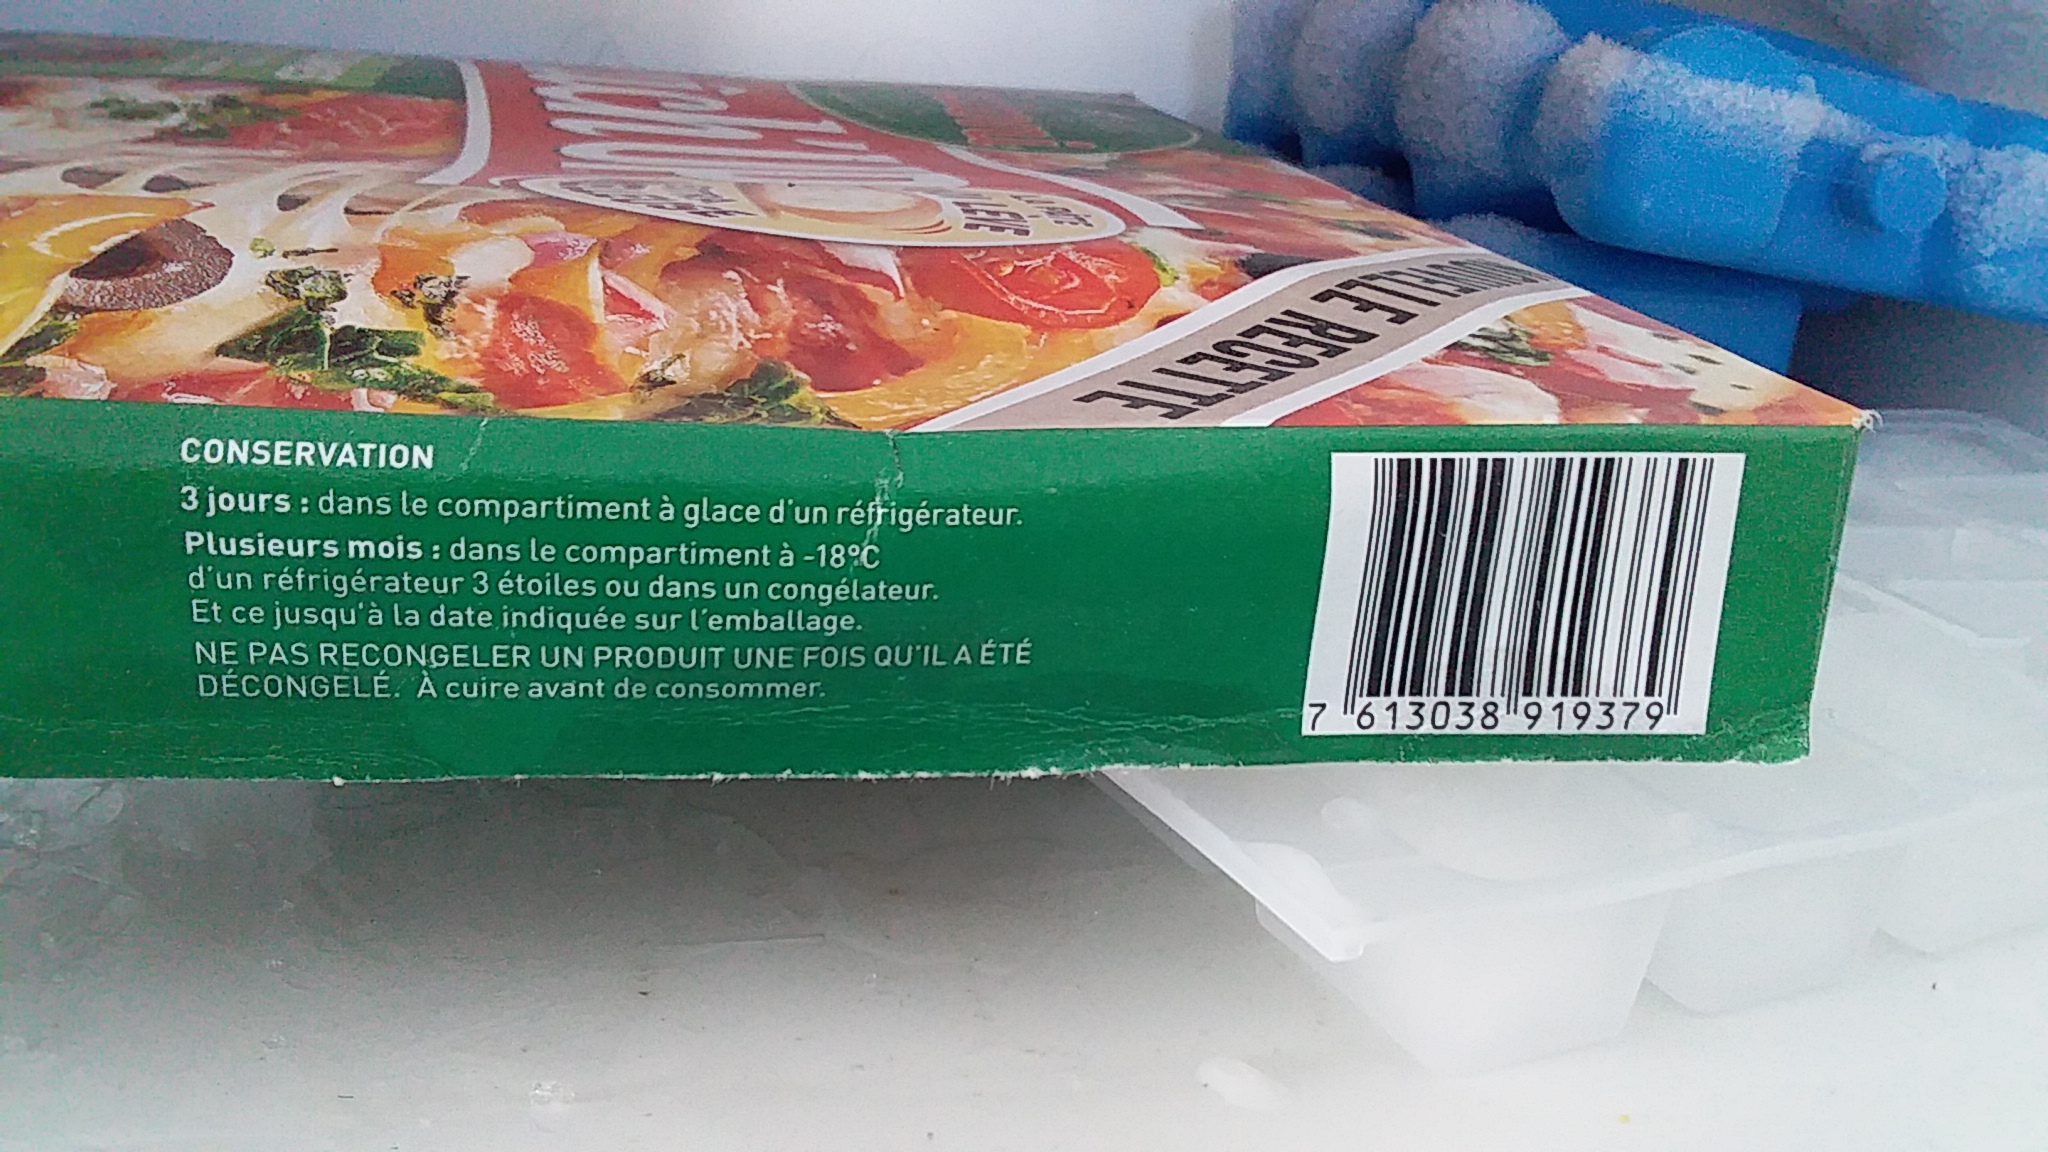 NOUVELLE RECETTE
CONSERVATION
3 jours : dans le compartiment à glace d'un réfrigérateur.
Plusieurs mois : dans le compartiment à -18°C
d'un réfrigérateur 3 étoiles ou dans un congélateur.
Et ce jusqu'à la date indiquée sur l'emballage.
NE PAS RECONGELER UN PRODUIT UNE FOIS QU'IL A ÉTÉ
DÉCONGELÉ. À cuire avant de consommer.
7 613038 919379